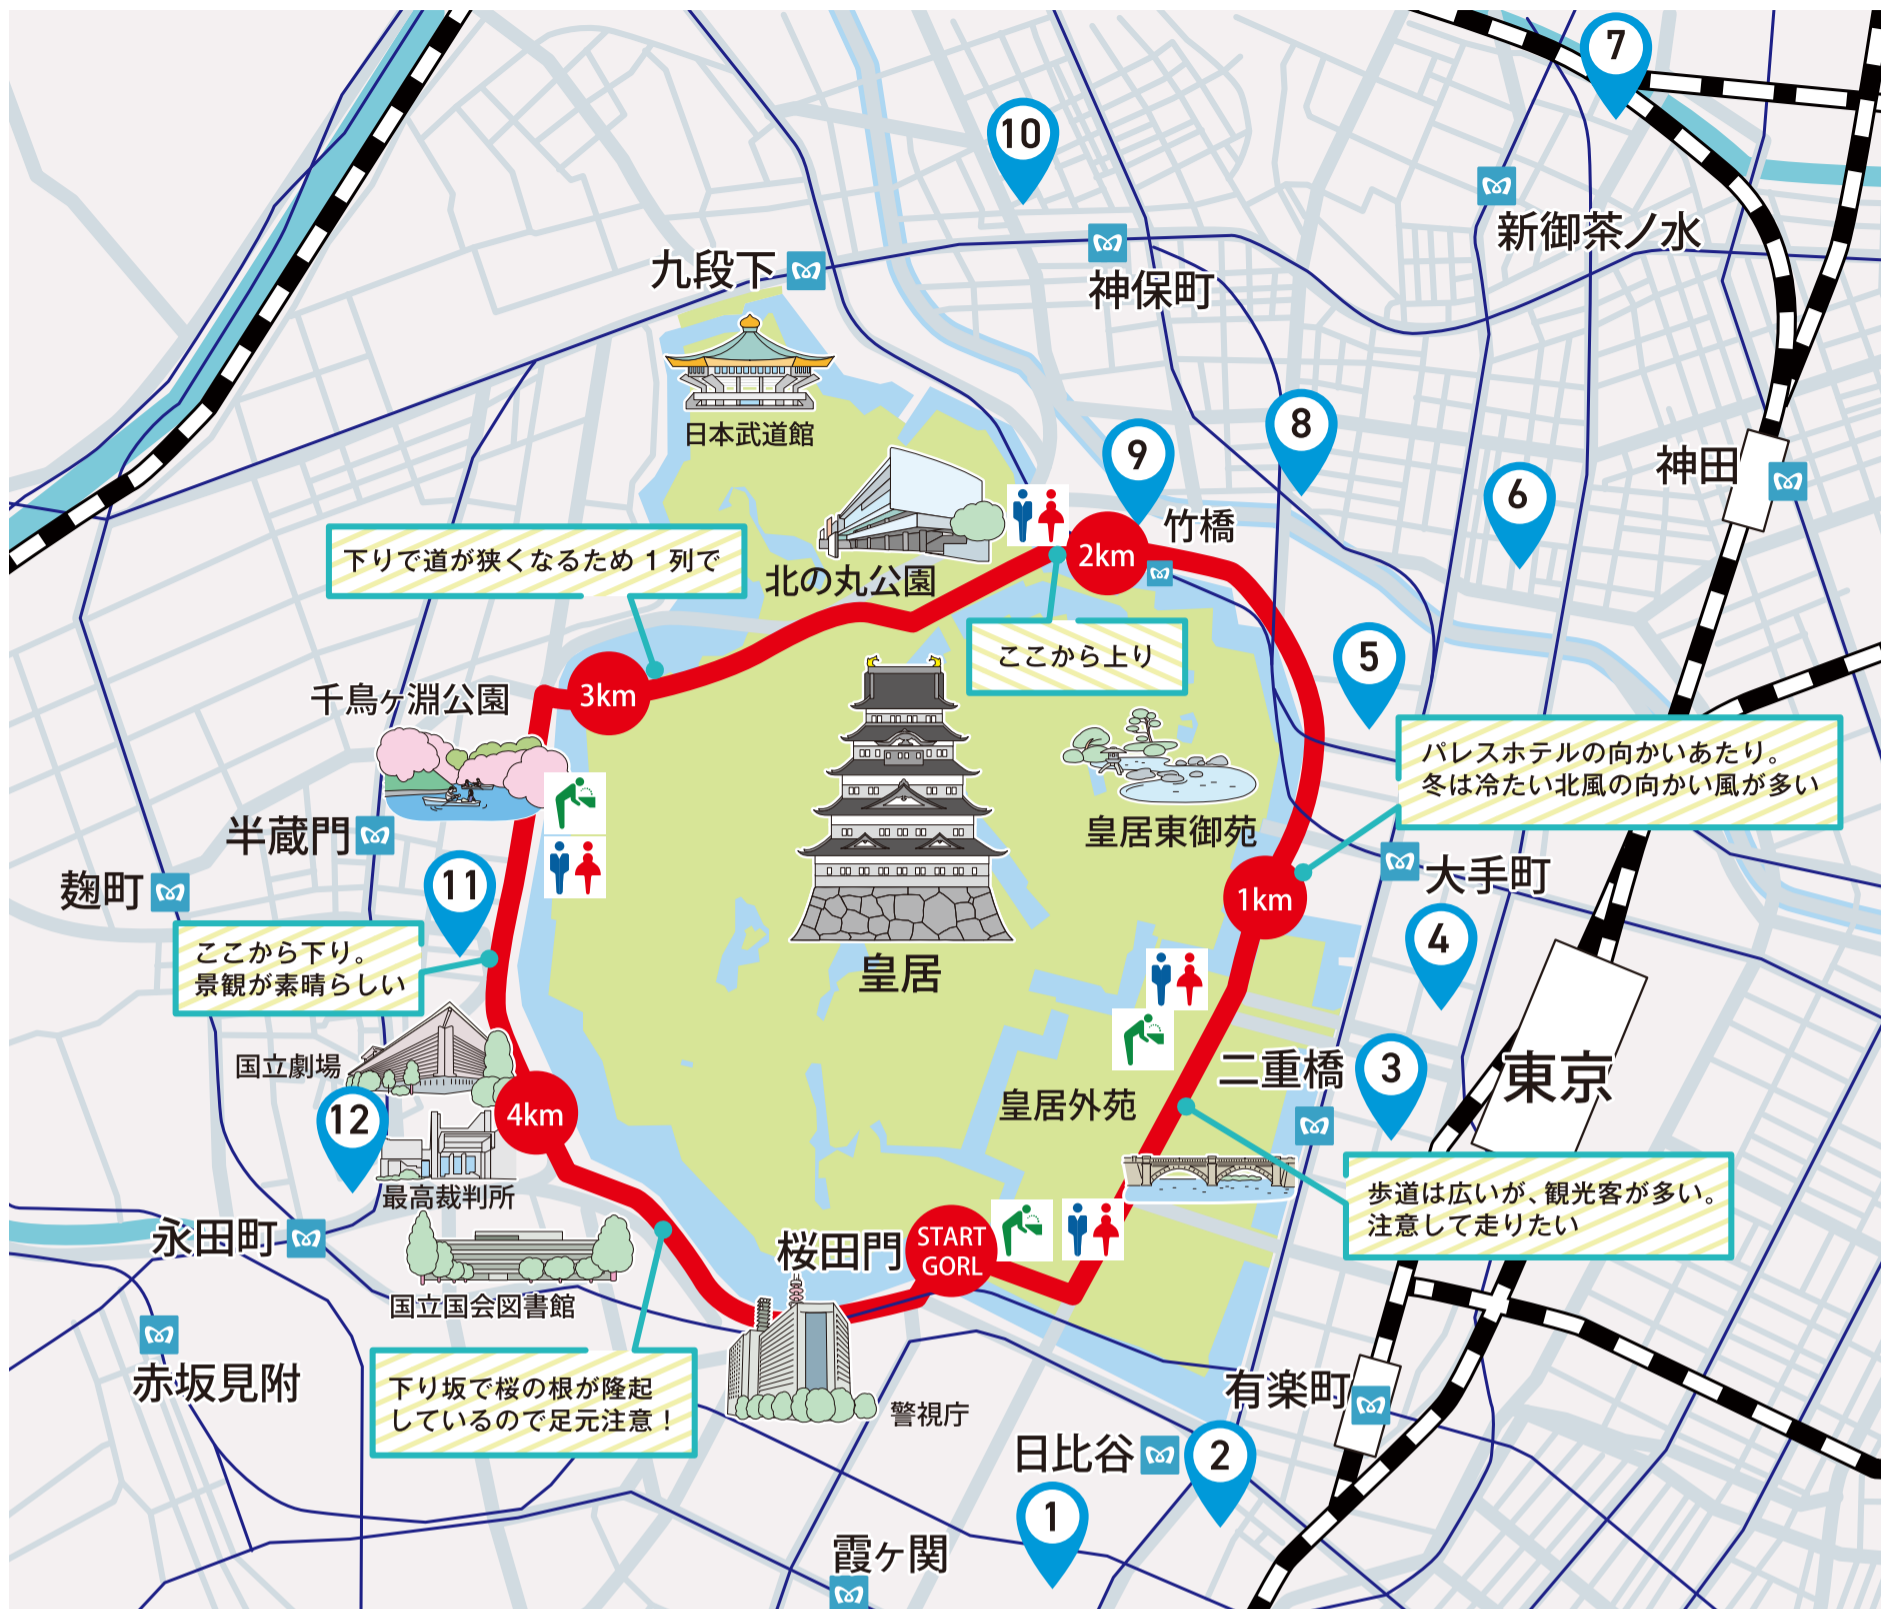 7
10
新御茶ノ水
九段下
神保町
日本武道館
8
9
神田
6
竹橋
下りで道が狭くなるため 1 列で
2km
北の丸公園
ここから上り
5
3km
千鳥ヶ淵公園
パレスホテルの向かいあたり。
冬は冷たい北風の向かい風が多い
皇居東御苑
半蔵門
大手町
麹町
11
1km
4
ここから下り。
景観が素晴らしい
皇居
国立劇場
二重橋
3
東京
12
4km
皇居外苑
最高裁判所
歩道は広いが、観光客が多い。
注意して走りたい
永田町
桜田門
START
GORL
国立国会図書館
赤坂見附
下り坂で桜の根が隆起
しているので足元注意！
警視庁
有楽町
日比谷
2
1
霞ヶ関